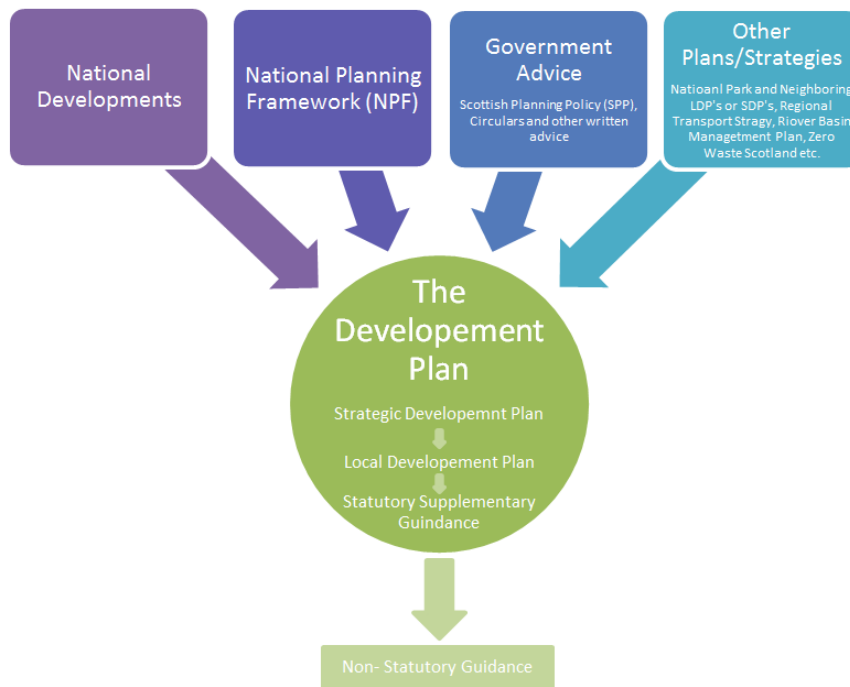 National
Developments
National Planning
Framework (NPF)
Government
Advice
Scottish Planning Policy (SPP),
Circulars and other written
advice
Other
Plans/Strategies
Natioanl Park and Neighboring
LDP's or SDP's, Regional
Transport Stragy, Riover Basin
Managetment Plan, Zero
Waste Scotland etc.
The
Developement
Plan
Strategic Developemnt Plan
Local Developement Plan
Statutory Supplementary
Guindance
Non- Statutory Guidance